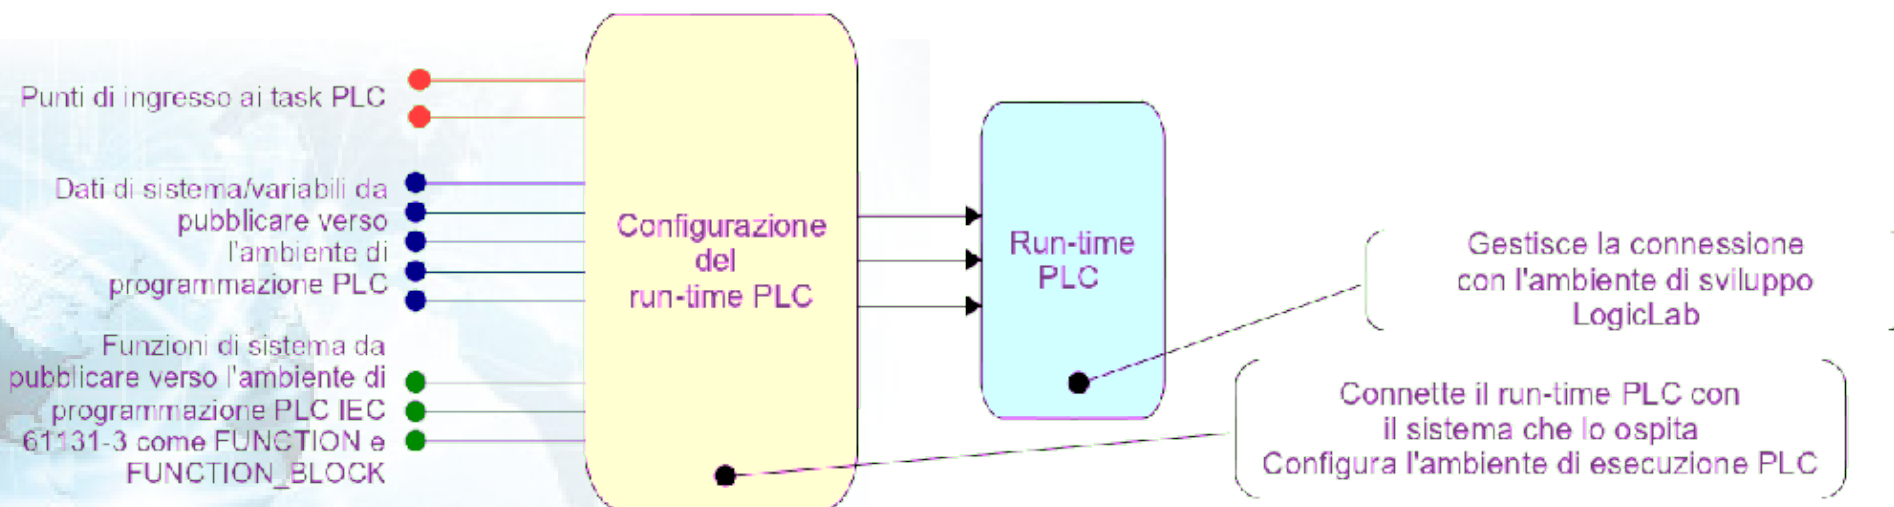 Punti di ingresso ai task PLC
Dati di sistema/variabili da
pubblicare verso
l'ambiente di
programmazione PLC
Funzioni di sistema da
pubblicare verso l'ambiente di
programmazione PLC IEC
61131-3 come FUNCTION e
FUNCTION_BLOCK
Configurazione
del
run-time PLC
Run-time
PLC
Gestisce la connessione
con l'ambiente di sviluppo
LogicLab
Connette il run-time PLC con
il sistema che lo ospita
Configura l'ambiente di esecuzione PLC